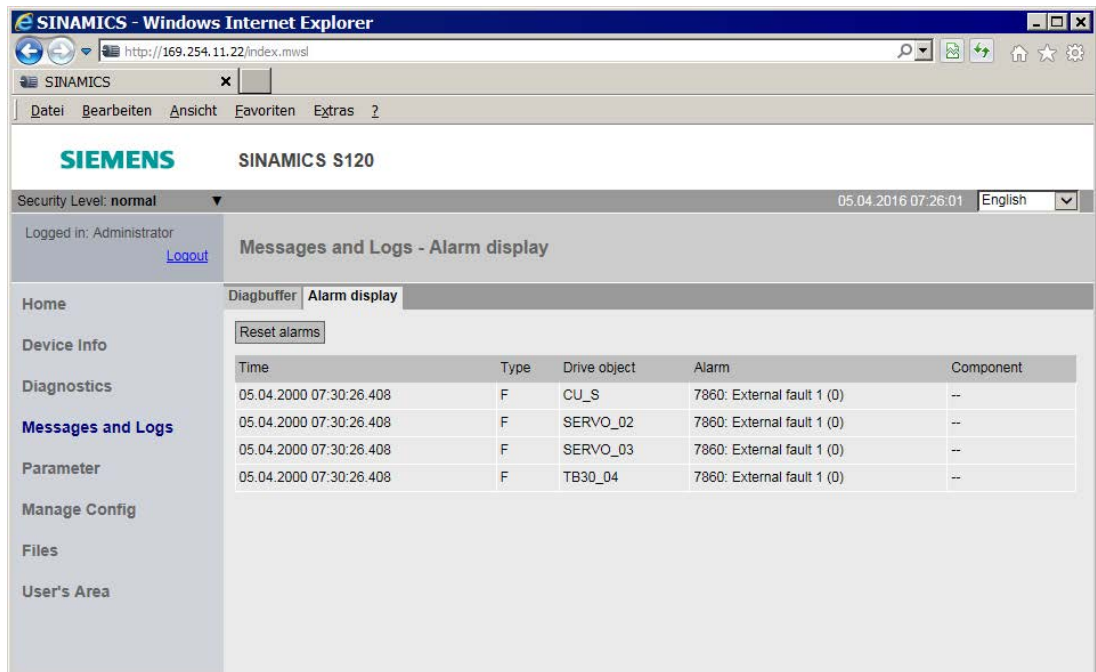 SINAMICS - Windows Internet Explorer
http://169.254.11.22/index.mwsl
SINAMICS
Datei Bearbeiten Ansicht Favoriten Extras ?
SIEMENS SINAMICS S120
Security Level: normal 05.04.2016 07:26:01 English
Logged in: Administrator
Logout
Messages and Logs - Alarm display
Home
Device Info
Diagnostics
Messages and Logs
Parameter
Manage Config
Files
User's Area
Diagbuffer Alarm display
Reset alarms
Time Type Drive object Alarm Component
05.04.2000 07:30:26.408 F CU_S 7860: External fault 1 (0) --
05.04.2000 07:30:26.408 F SERVO_02 7860: External fault 1 (0) --
05.04.2000 07:30:26.408 F SERVO_03 7860: External fault 1 (0) --
05.04.2000 07:30:26.408 F TB30_04 7860: External fault 1 (0) --